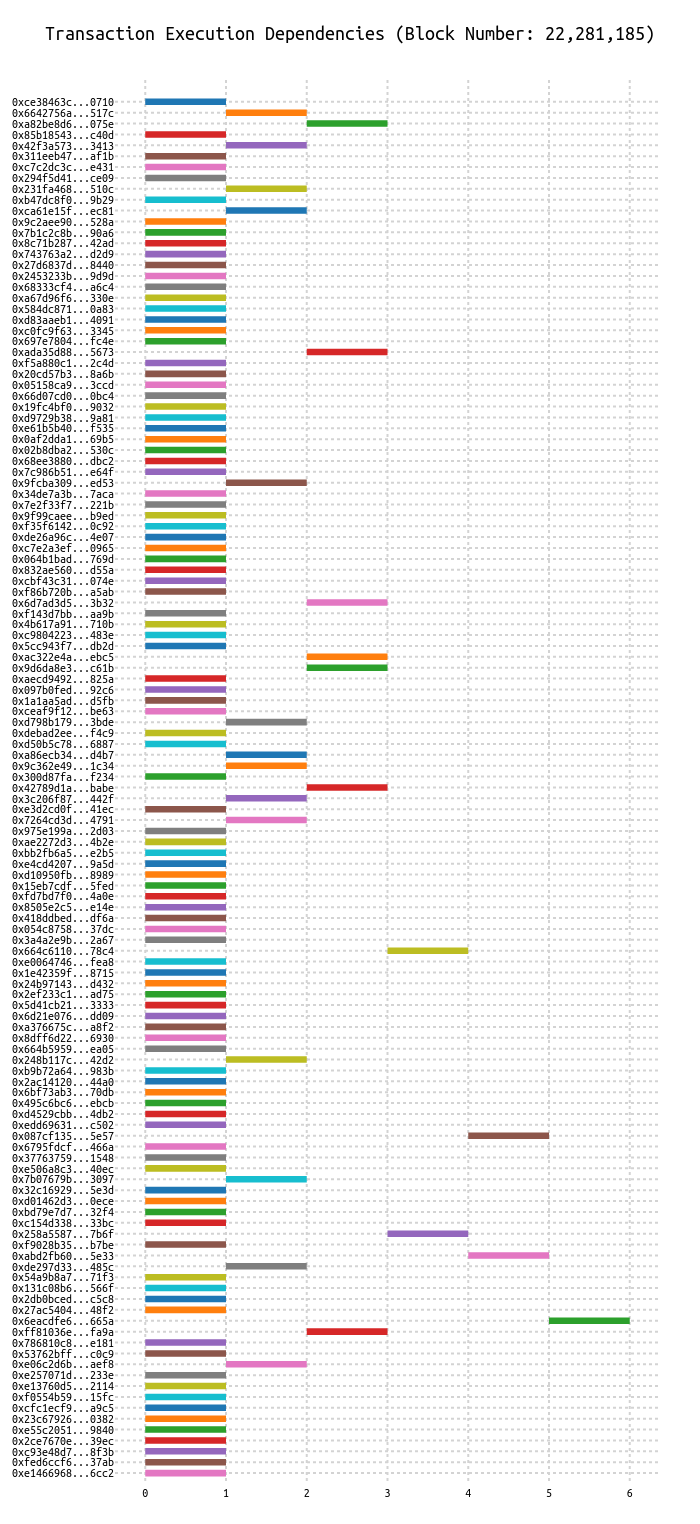 Transaction Execution Dependencies (Block Number: 22,281,185)
0xce38463c...0710
0x6642756a...517c
0xa82be8d6...075e
0x85b18543...c40d
0x42f3a573...3413
0x311eeb47...af1b
0xc7c2dc3c...e431
0x294f5d41...ce09
0x231fa468...510c
0xb47dc8f0...9b29
0xca61e15f...ec81
0x9c2aee90...528a
0x7b1c2c8b...90a6
0x8c71b287...42ad
0x743763a2...d2d9
0x27d6837d...8440
0x2453233b...9d9d
0x68333cf4...a6c4
0xa67d96f6...330e
0x584dc871...0a83
0xd83aaeb1...4091
0xc0fc9f63...3345
0x697e7804...fc4e
0xada35d88...5673
0xf5a880c1...2c4d
0x20cd57b3...8a6b
0x05158ca9...3ccd
0x66d07cd0...0bc4
0x19fc4bf0...9032
0xd9729b38...9a81
0xe61b5b40...f535
0x0af2dda1...69b5
0x02b8dba2...530c
0x68ee3880...dbc2
0x7c986b51...e64f
0x9fcba309...ed53
0x34de7a3b...7aca
0x7e2f33f7...221b
0x9f99caee...b9ed
0xf35f6142...0c92
0xde26a96c...4e07
0xc7e2a3ef...0965
0x064b1bad...769d
0x832ae560...d55a
0xcbf43c31...074e
0xf86b720b...a5ab
0x6d7ad3d5...3b32
0xf143d7bb...aa9b
0x4b617a91...710b
0xc9804223...483e
0x5cc943f7...db2d
0xac322e4a...ebc5
0x9d6da8e3...c61b
0xaecd9492...825a
0x097b0fed...92c6
0x1a1aa5ad...d5fb
0xceaf9f12...be63
0xd798b179...3bde
0xdebad2ee...f4c9
0xd50b5c78...6887
0xa86ecb34...d4b7
0x9c362e49...1c34
0x300d87fa...f234
0x42789d1a...babe
0x3c206f87...442f
0xe3d2cd0f...41ec
0x7264cd3d...4791
0x975e199a...2d03
0xae2272d3...4b2e
0xbb2fb6a5...e2b5
0xe4cd4207...9a5d
0xd10950fb...8989
0x15eb7cdf...5fed
0xfd7bd7f0...4a0e
0x8505e2c5...e14e
0x418ddbed...df6a
0x054c8758...37dc
0x3a4a2e9b...2a67
0x664c6110...78c4
0xe0064746...fea8
0x1e42359f...8715
0x24b97143...d432
0x2ef233c1...ad75
0x5d41cb21...3333
0x6d21e076...dd09
0xa376675c...a8f2
0x8dff6d22...6930
0x664b5959...ea05
0x248b117c...42d2
0xb9b72a64...983b
0x2ac14120...44a0
0x6bf73ab3...70db
0x495c6bc6...ebcb
0xd4529cbb...4db2
0xedd69631...c502
0x087cf135...5e57
0x6795fdcf...466a
0x37763759...1548
0xe506a8c3...40ec
0x7b07679b...3097
0x32c16929...5e3d
0xd01462d3...0ece
0xbd79e7d7...32f4
0xc154d338...33bc
0x258a5587...7b6f
0xf9028b35...b7be
0xabd2fb60...5e33
0xde297d33...485c
0x54a9b8a7...71f3
0x131c08b6...566f
0x2db0bced...c5c8
0x27ac5404...48f2
0x6eacdfe6...665a
0xff81036e...fa9a
0x786810c8...e181
0x53762bff...c0c9
0xe06c2d6b...aef8
0xe257071d...233e
0xe13760d5...2114
0xf0554b59...15fc
0xcfc1ecf9...a9c5
0x23c67926...0382
0xe55c2051...9840
0x2ce7670e...39ec
0xc93e48d7...8f3b
0xfed6ccf6...37ab
0xe1466968...6cc2
0 1 2 3 4 5 6